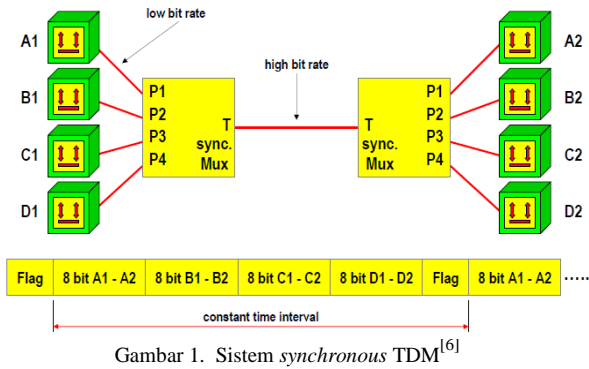 low bit rate
A1
A2
high bit rate
B1
P1
P1
B2
P2
P2
T
T
P3
P3
C1
sync.
sync.
C2
P4
Mux
Mux
P4
D1
D2
Flag 8 bit A1 - A2 8 bit B1 - B2 8 bit C1 - C2 8 bit D1 - D2 Flag 8 bit A1 - A2 .....
constant time interval
Gambar 1. Sistem synchronous TDM[6]